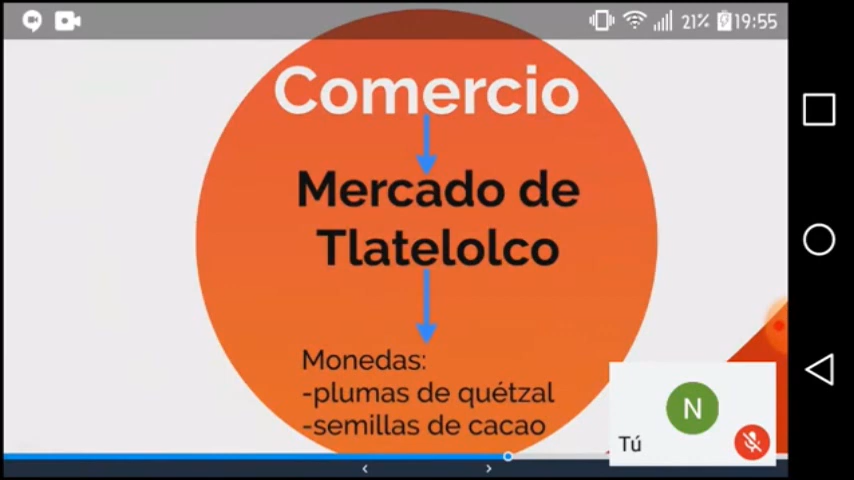 21% 19:55
Comercio
Mercado de
Tlatelolco
Monedas:
-plumas de quétzal
-semillas de cacao
N
Tú